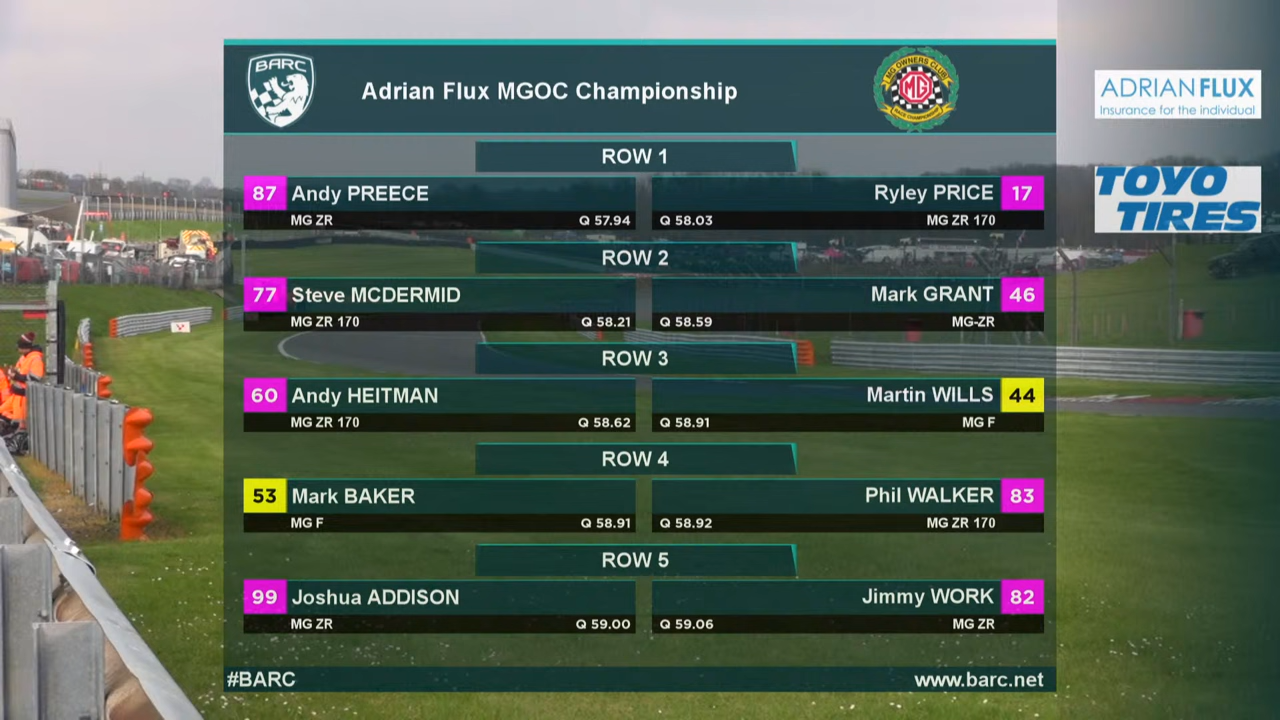 BARC
Adrian Flux MGOC Championship
MG OWNERS CLUB
MG
RACE CHAMPIONSHIP
ADRIAN FLUX
Insurance for the individual
TOYO
TIRES
ROW 1
87 Andy PREECE
MG ZR Q 57.94
Ryley PRICE 17
Q 58.03 MG ZR 170
ROW 2
77 Steve MCDERMID
MG ZR 170 Q 58.21
Mark GRANT 46
Q 58.59 MG-ZR
ROW 3
60 Andy HEITMAN
MG ZR 170 Q 58.62
Martin WILLS 44
Q 58.91 MG F
ROW 4
53 Mark BAKER
MG F Q 58.91
Phil WALKER 83
Q 58.92 MG ZR 170
ROW 5
99 Joshua ADDISON
MG ZR Q 59.00
Jimmy WORK 82
Q 59.06 MG ZR
#BARC
www.barc.net